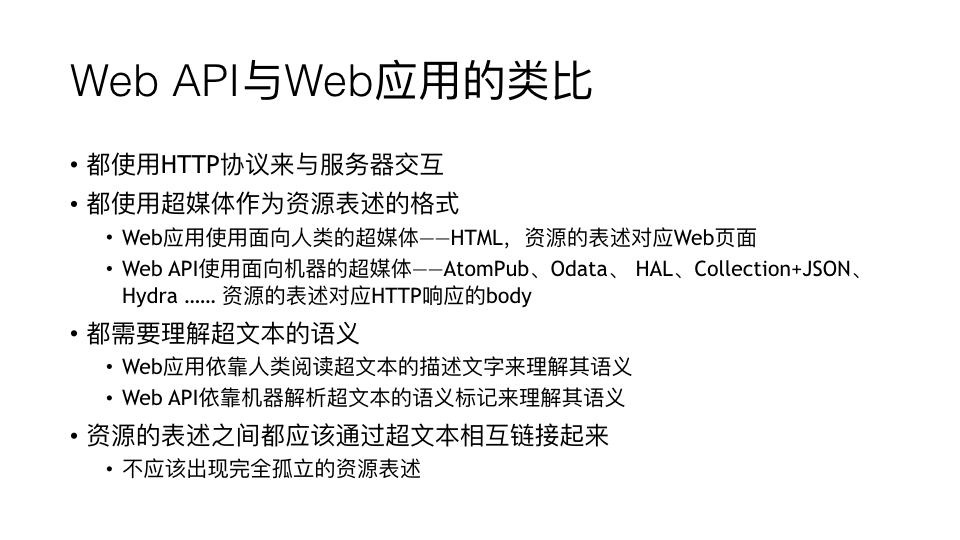 Web API与Web应用的类比
• 都使用HTTP协议来与服务器交互
• 都使用超媒体作为资源表述的格式
• Web应用使用面向人类的超媒体——HTML，资源的表述对应Web页面
• Web API使用面向机器的超媒体——AtomPub、Odata、 HAL、Collection+JSON、
Hydra …… 资源的表述对应HTTP响应的body
• 都需要理解超文本的语义
• Web应用依靠人类阅读超文本的描述文字来理解其语义
• Web API依靠机器解析超文本的语义标记来理解其语义
• 资源的表述之间都应该通过超文本相互链接起来
• 不应该出现完全孤立的资源表述